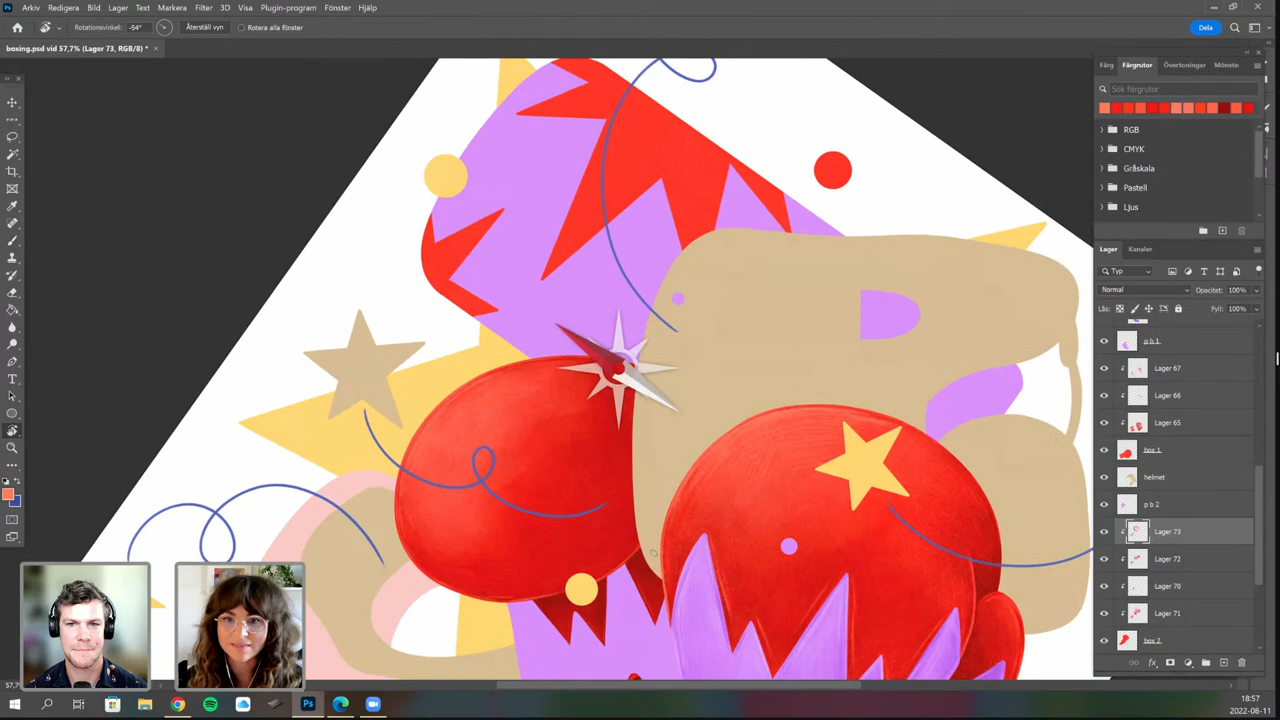 Arkiv Redigera Bild Lager Text Markera Filter 3D Visa Plugin-program Fönster Hjälp
Rotationsvinkel: -54° Återställ vyn Rotera alla fönster Dela
boxing.psd vid 57,7% (Lager 73, RGB/8) *
Färg Färgrutor Övertoningar Mönste
Sök färgrutor
RGB
CMYK
Gråskala
Pastell
Ljus
Lager Kanaler
Typ
Normal Opacitet: 100%
Lås: Fyll: 100%
p b 1
Lager 67
Lager 66
Lager 65
box 1
helmet
p b 2
Lager 73
Lager 72
Lager 70
Lager 71
box 2
57,7
18:57
2022-08-11